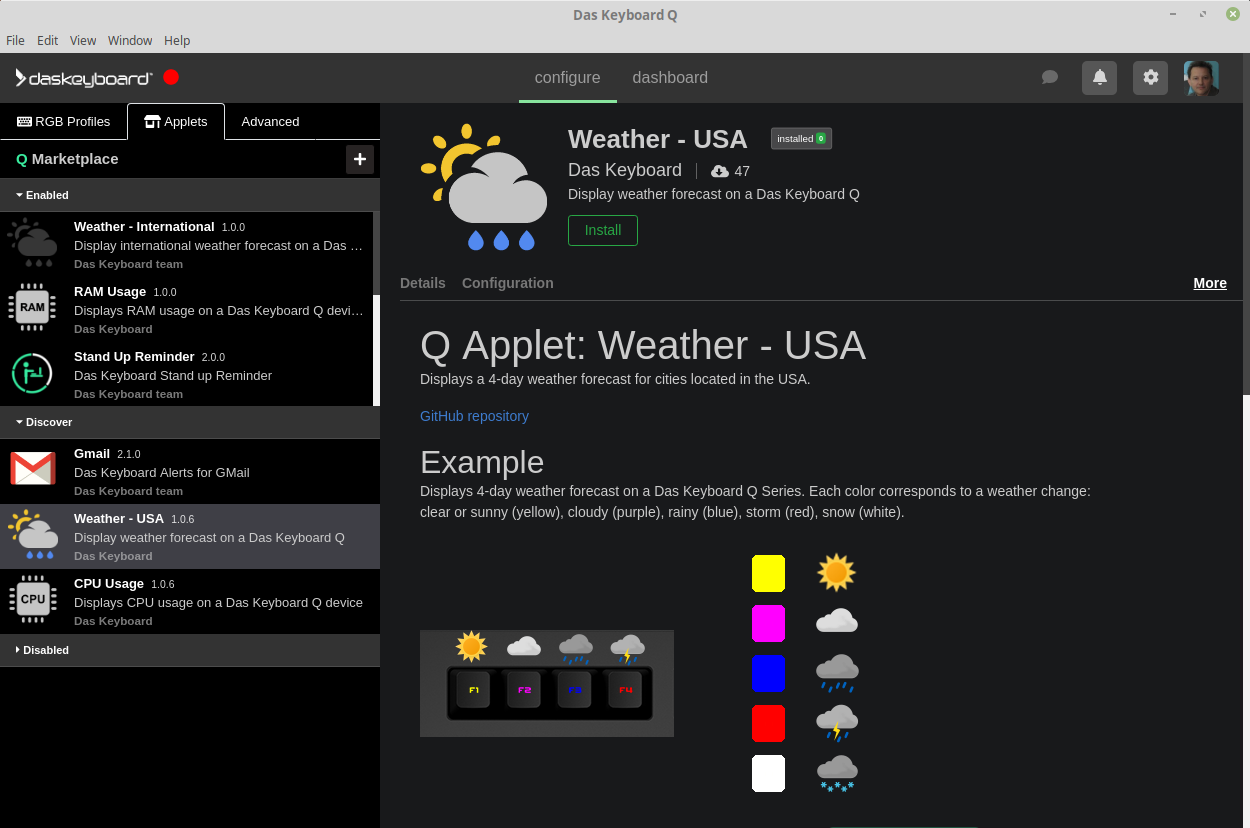 Das Keyboard Q
File Edit View Window Help
daskeyboard
configure dashboard
RGB Profiles Applets Advanced
Q Marketplace
Enabled
Weather - International 1.0.0
Display international weather forecast on a Das …
Das Keyboard team
RAM
RAM Usage 1.0.0
Displays RAM usage on a Das Keyboard Q devi…
Das Keyboard
Stand Up Reminder 2.0.0
Das Keyboard Stand up Reminder
Das Keyboard team
Discover
Gmail 2.1.0
Das Keyboard Alerts for GMail
Das Keyboard team
Weather - USA 1.0.6
Display weather forecast on a Das Keyboard Q
Das Keyboard
CPU
CPU Usage 1.0.6
Displays CPU usage on a Das Keyboard Q device
Das Keyboard
Disabled
Weather - USA installed 0
Das Keyboard 47
Display weather forecast on a Das Keyboard Q
Install
Details Configuration More
Q Applet: Weather - USA
Displays a 4-day weather forecast for cities located in the USA.
GitHub repository
Example
Displays 4-day weather forecast on a Das Keyboard Q Series. Each color corresponds to a weather change:
clear or sunny (yellow), cloudy (purple), rainy (blue), storm (red), snow (white).
F1 F2 F3 F4